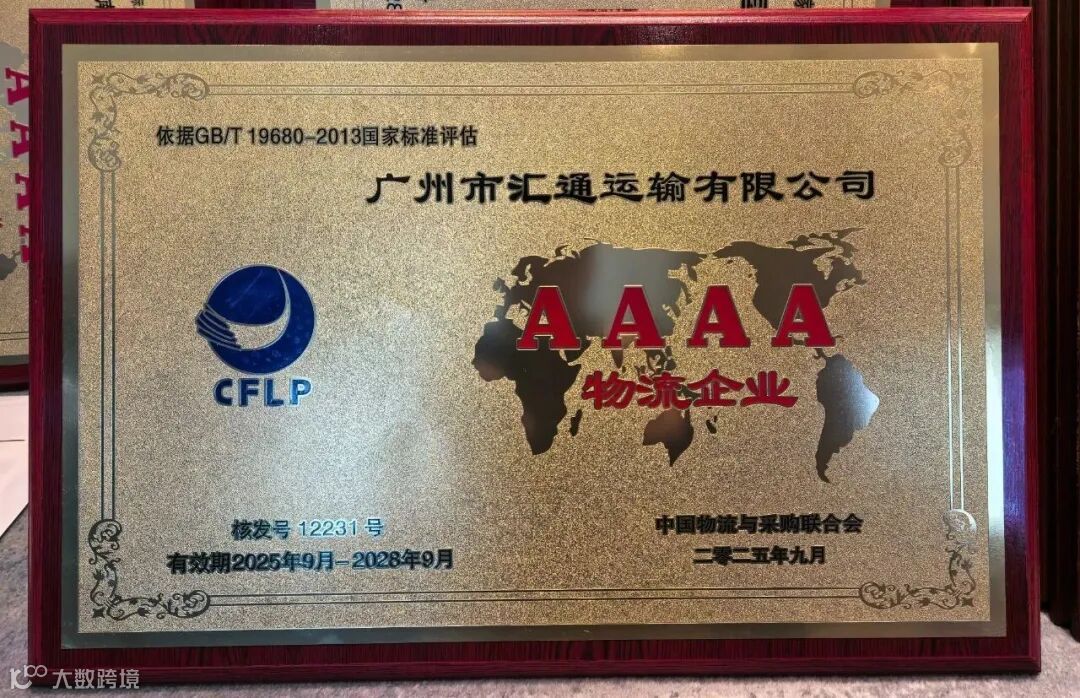 依据GB/T 19680-2013国家标准评估
广州市汇通运输有限公司
AAAA
物流企业
CFLP
核发号 12231 号
有效期2025年9月-2028年9月
中国物流与采购联合会
二零二五年九月
A A A A
大数跨境